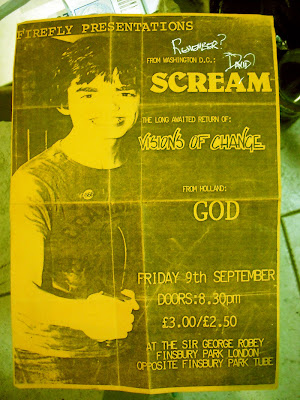 FIREFLY PRESENTATIONS
REMEMBER?
DAVID?
FROM WASHINGTON D.C.:
SCREAM
THE LONG AWAITED RETURN OF:
VISIONS OF CHANGE
FROM HOLLAND:
GOD
FRIDAY 9th SEPTEMBER
DOORS:8.30pm
£3.00/£2.50
AT THE SIR GEORGE ROBEY
FINSBURY PARK LONDON
OPPOSITE FINSBURY PARK TUBE